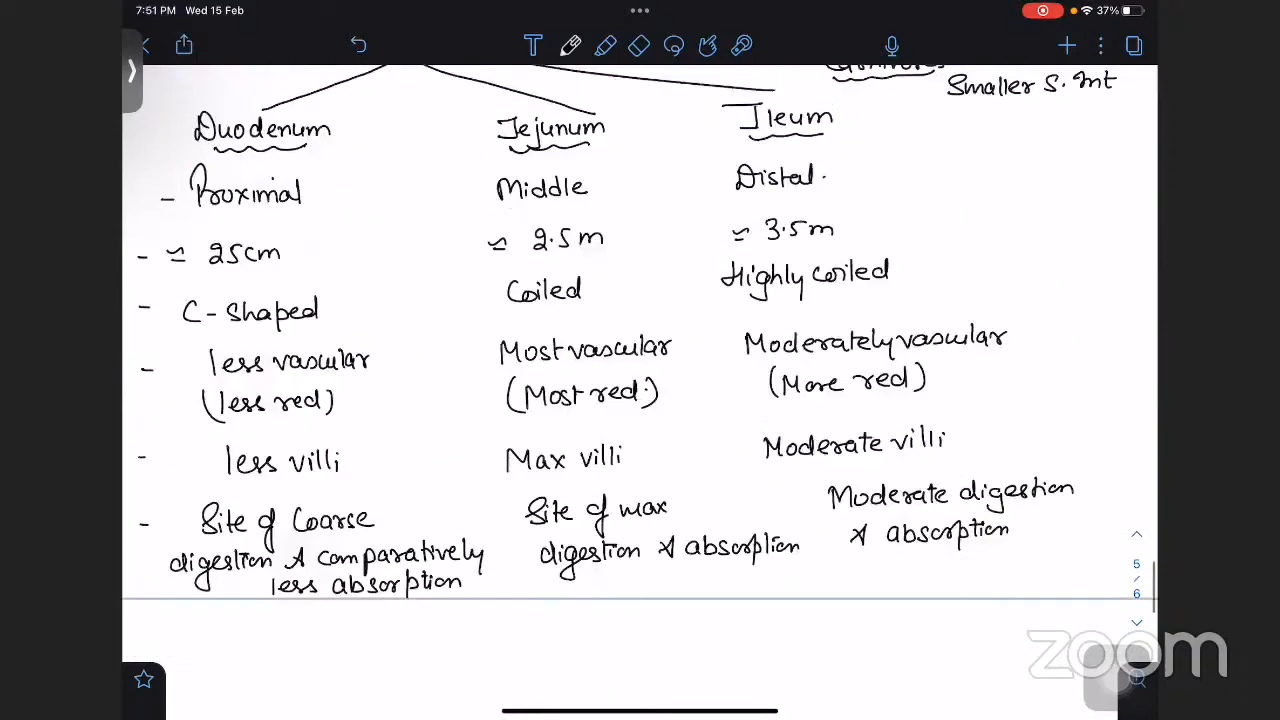 7:51 PM Wed 15 Feb
37%
Smaller S. Int
Duodenum Jejunum Ileum
- Proximal Middle Distal.
- ≃ 25cm ≃ 2.5m ≃ 3.5m
- C-shaped Coiled Highly coiled
- less vascular Most vascular Moderately vascular
(less red) (Most red.) (More red)
- less villi Max villi Moderate villi
- Site of Coarse Site of max Moderate digestion
digestion & comparatively digestion & absorption & absorption
less absorption
5
/
6
zoom